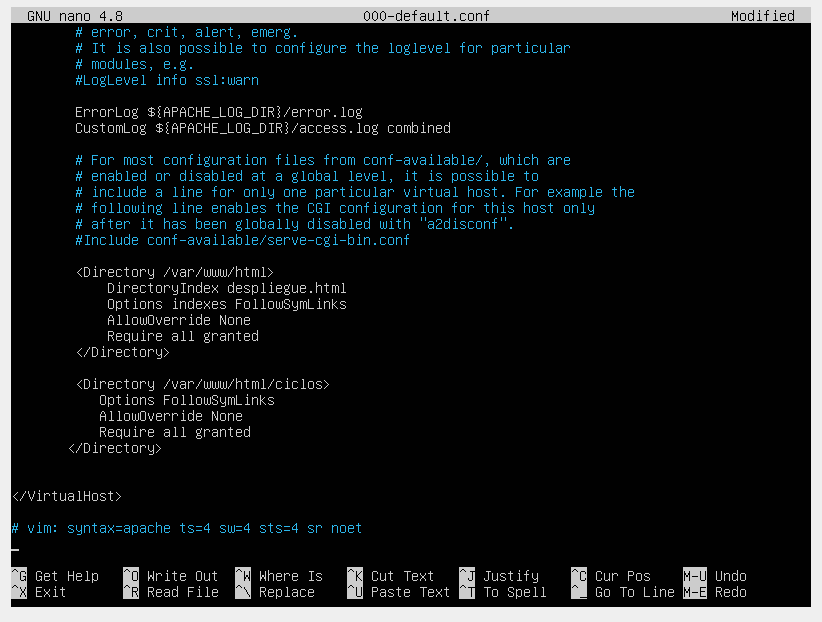 GNU nano 4.8 000-default.conf Modified
# error, crit, alert, emerg.
# It is also possible to configure the loglevel for particular
# modules, e.g.
#LogLevel info ssl:warn
ErrorLog ${APACHE_LOG_DIR}/error.log
CustomLog ${APACHE_LOG_DIR}/access.log combined
# For most configuration files from conf-available/, which are
# enabled or disabled at a global level, it is possible to
# include a line for only one particular virtual host. For example the
# following line enables the CGI configuration for this host only
# after it has been globally disabled with "a2disconf".
#Include conf-available/serve-cgi-bin.conf
<Directory /var/www/html>
DirectoryIndex despliegue.html
Options indexes FollowSymLinks
AllowOverride None
Require all granted
</Directory>
<Directory /var/www/html/ciclos>
Options FollowSymLinks
AllowOverride None
Require all granted
</Directory>
</VirtualHost>
# vim: syntax=apache ts=4 sw=4 sts=4 sr noet
^G Get Help ^O Write Out ^W Where Is ^K Cut Text ^J Justify ^C Cur Pos M-U Undo
^X Exit ^R Read File ^\ Replace ^U Paste Text ^T To Spell ^_ Go To Line M-E Redo